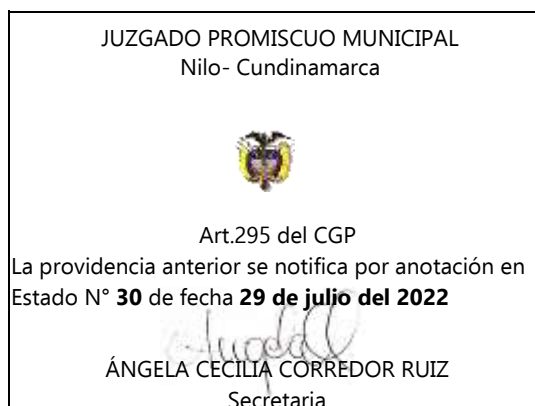 JUZGADO PROMISCUO MUNICIPAL
Nilo- Cundinamarca
Art.295 del CGP
La providencia anterior se notifica por anotación en
Estado N° 30 de fecha 29 de julio del 2022
ÁNGELA CECILIA CORREDOR RUIZ
Secretaria